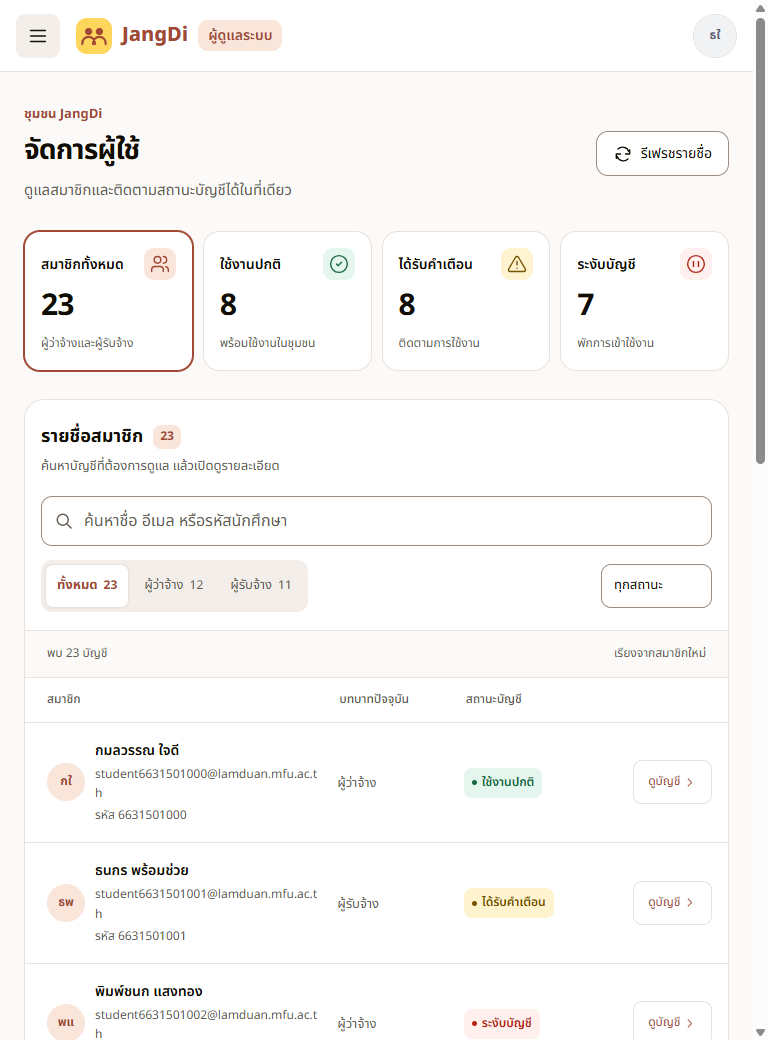 JangDi ผู้ดูแลระบบ ธใ
ชุมชน JangDi
จัดการผู้ใช้
รีเฟรชรายชื่อ
ดูแลสมาชิกและติดตามสถานะบัญชีได้ในที่เดียว
สมาชิกทั้งหมด
23
ผู้ว่าจ้างและผู้รับจ้าง
ใช้งานปกติ
8
พร้อมใช้งานในชุมชน
ได้รับคำเตือน
8
ติดตามการใช้งาน
ระงับบัญชี
7
พักการเข้าใช้งาน
รายชื่อสมาชิก 23
ค้นหาบัญชีที่ต้องการดูแล แล้วเปิดดูรายละเอียด
ค้นหาชื่อ อีเมล หรือรหัสนักศึกษา
ทั้งหมด 23 ผู้ว่าจ้าง 12 ผู้รับจ้าง 11 ทุกสถานะ
พบ 23 บัญชี เรียงจากสมาชิกใหม่
สมาชิก บทบาทปัจจุบัน สถานะบัญชี
กใ
กมลวรรณ ใจดี
student6631501000@lamduan.mfu.ac.t
h
รหัส 6631501000
ผู้ว่าจ้าง ใช้งานปกติ ดูบัญชี
ธพ
ธนกร พร้อมช่วย
student6631501001@lamduan.mfu.ac.t
h
รหัส 6631501001
ผู้รับจ้าง ได้รับคำเตือน ดูบัญชี
พแ
พิมพ์ชนก แสงทอง
student6631501002@lamduan.mfu.ac.t
h
ผู้ว่าจ้าง ระงับบัญชี ดูบัญชี